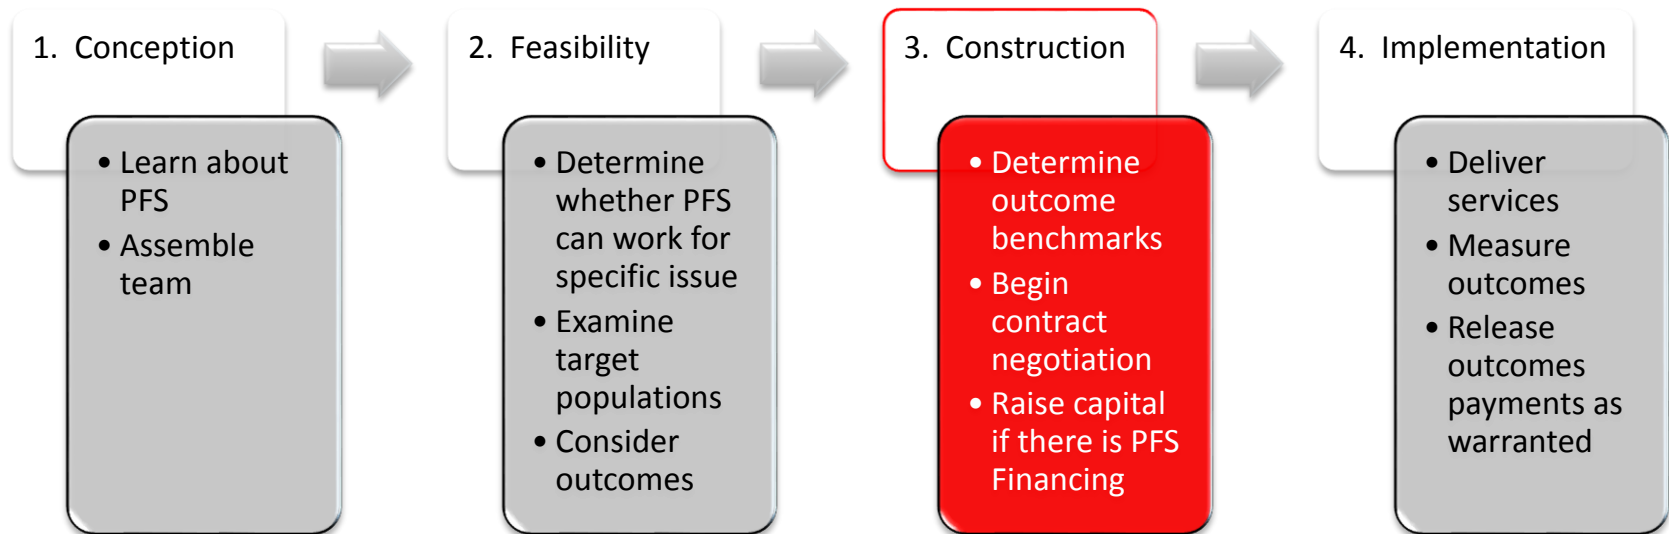 1. Conception
• Learn about
PFS
• Assemble
team
2. Feasibility
• Determine
whether PFS
can work for
specific issue
• Examine
target
populations
• Consider
outcomes
3. Construction
• Determine
outcome
benchmarks
• Begin
contract
negotiation
• Raise capital
if there is PFS
Financing
4. Implementation
• Deliver
services
• Measure
outcomes
• Release
outcomes
payments as
warranted